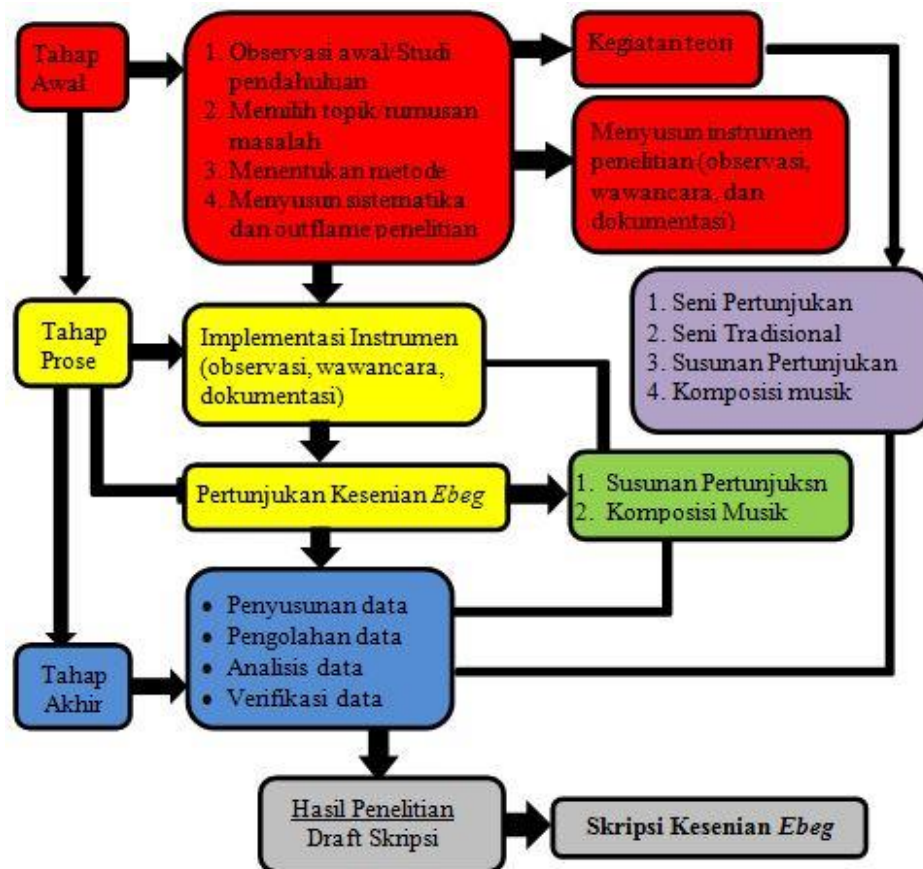 Tahap
Awal
1. Observasi awal/Studi
pendahuluan
2. Memilih topik/rumusan
masalah
3. Menentukan metode
4. Menyusun sistematika
dan outflame penelitian
Kegiatan teori
Menyusun instrumen
penelitian (observasi,
wawancara, dan
dokumentasi)
1. Seni Pertunjukan
2. Seni Tradisional
3. Susunan Pertunjukan
4. Komposisi musik
Tahap
Prose
Implementasi Instrumen
(observasi, wawancara,
dokumentasi)
Pertunjukan Kesenian Ebeg
1. Susunan Pertunjuksn
2. Komposisi Musik
• Penyusunan data
• Pengolahan data
• Analisis data
• Verifikasi data
Tahap
Akhir
Hasil Penelitian
Draft Skripsi
Skripsi Kesenian Ebeg